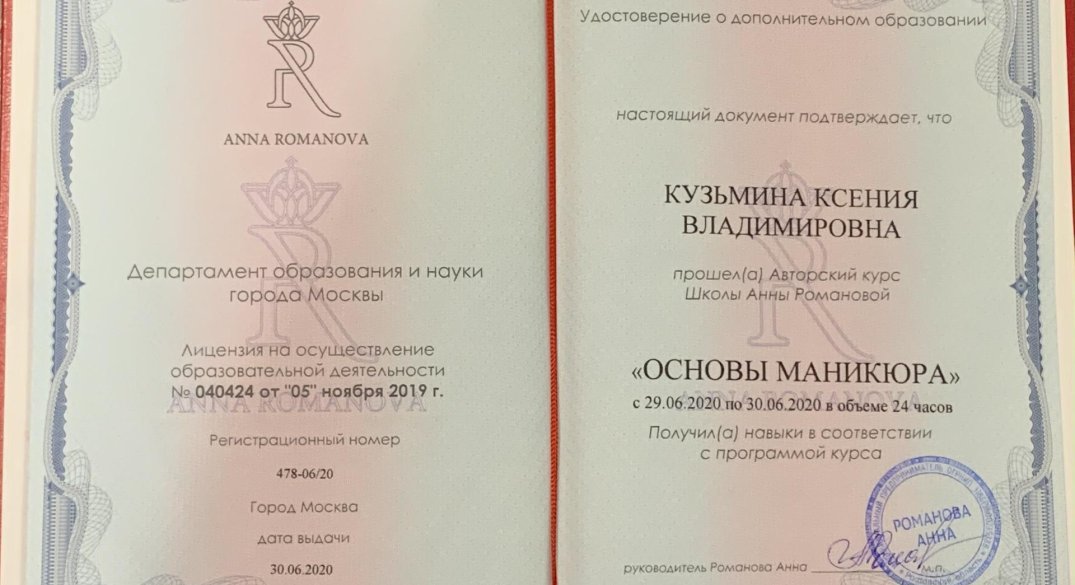 ANNA ROMANOVA
Департамент образования и науки
города Москвы
Лицензия на осуществление
образовательной деятельности
№ 040424 от "05" ноября 2019 г.
ANNA ROMANOVA
Регистрационный номер
478-06/20
Город Москва
дата выдачи
30.06.2020
Удостоверение о дополнительном образовании
настоящий документ подтверждает, что
КУЗЬМИНА КСЕНИЯ
ВЛАДИМИРОВНА
прошел(а) Авторский курс
Школы Анны Романовой
«ОСНОВЫ МАНИКЮРА»
с 29.06.2020 по 30.06.2020 в объеме 24 часов
Получил(а) навыки в соответствии
с программой курса
РОМАНОВА
АННА
руководитель Романова Анна
м.п.